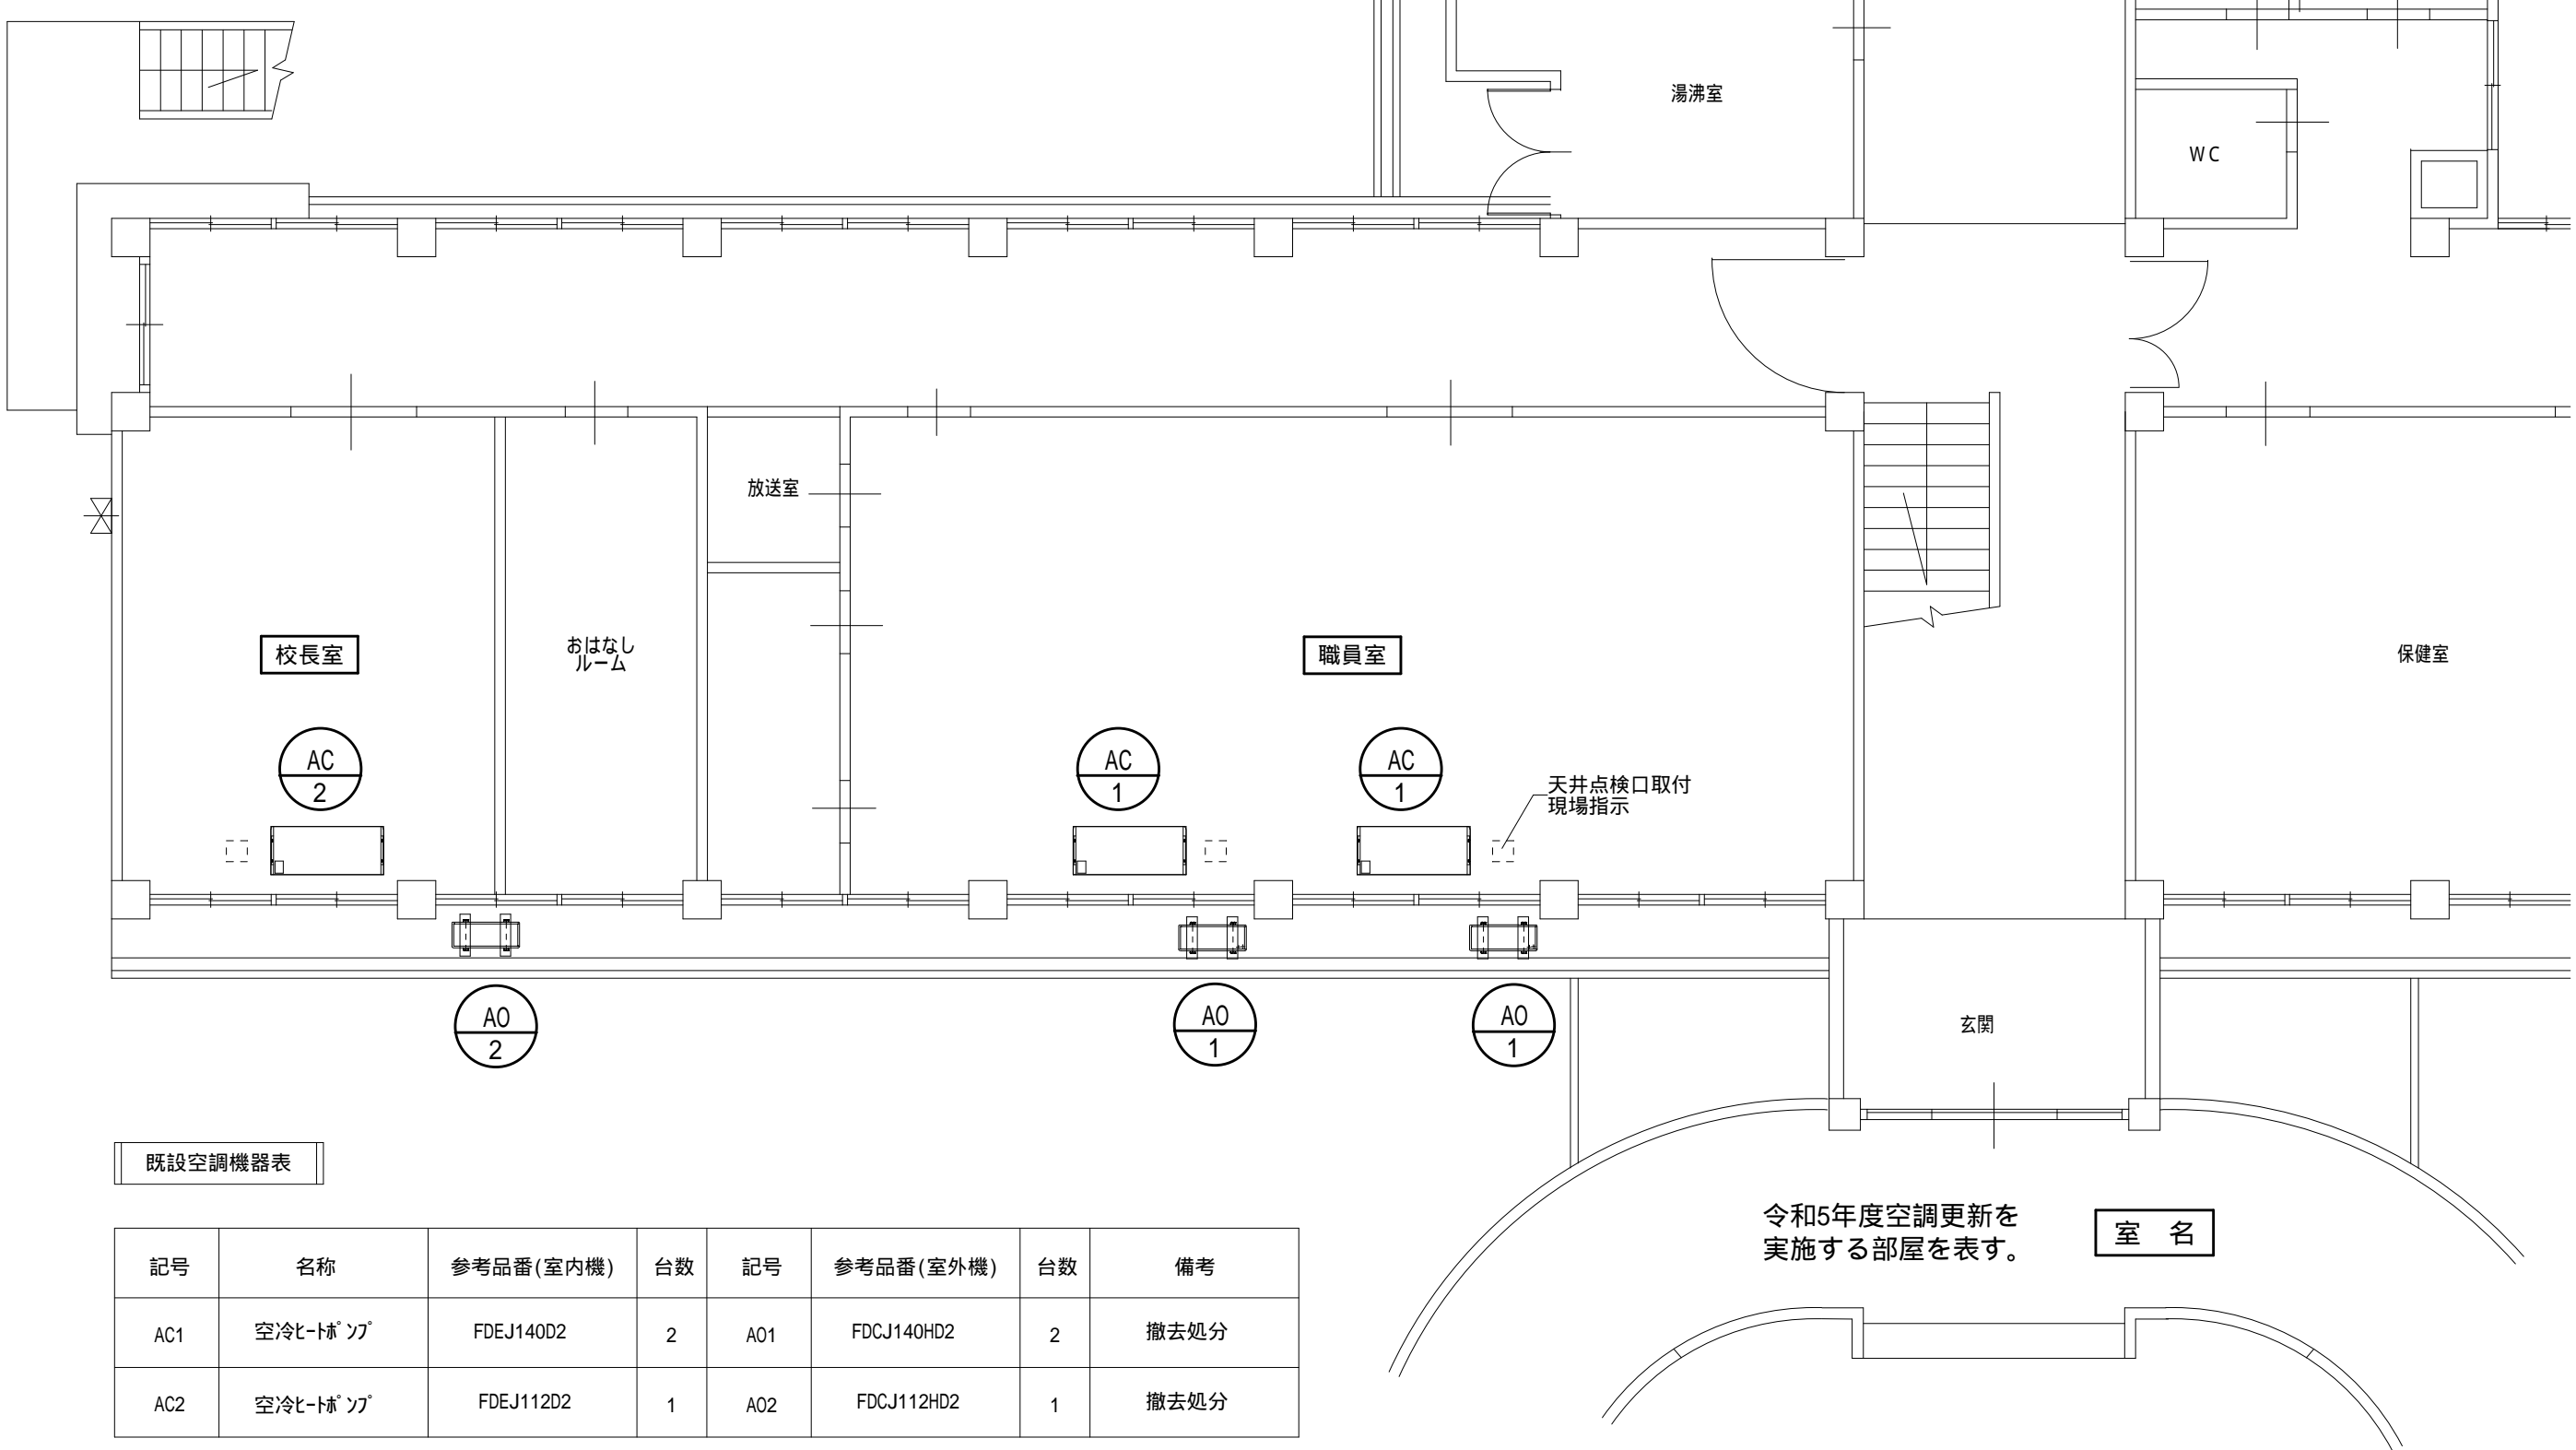 湯沸室
WC
放送室
校長室
おはなし
ルーム
職員室
保健室
AC
2
AC
1
AC
1
天井点検口取付
現場指示
AO
2
AO
1
AO
1
玄関
既設空調機器表
令和5年度空調更新を
実施する部屋を表す。
室　名
記号 名称 参考品番(室内機) 台数 記号 参考品番(室外機) 台数 備考
AC1 空冷ﾋｰﾄﾎﾟﾝﾌﾟ FDEJ140D2 2 AO1 FDCJ140HD2 2 撤去処分
AC2 空冷ﾋｰﾄﾎﾟﾝﾌﾟ FDEJ112D2 1 AO2 FDCJ112HD2 1 撤去処分